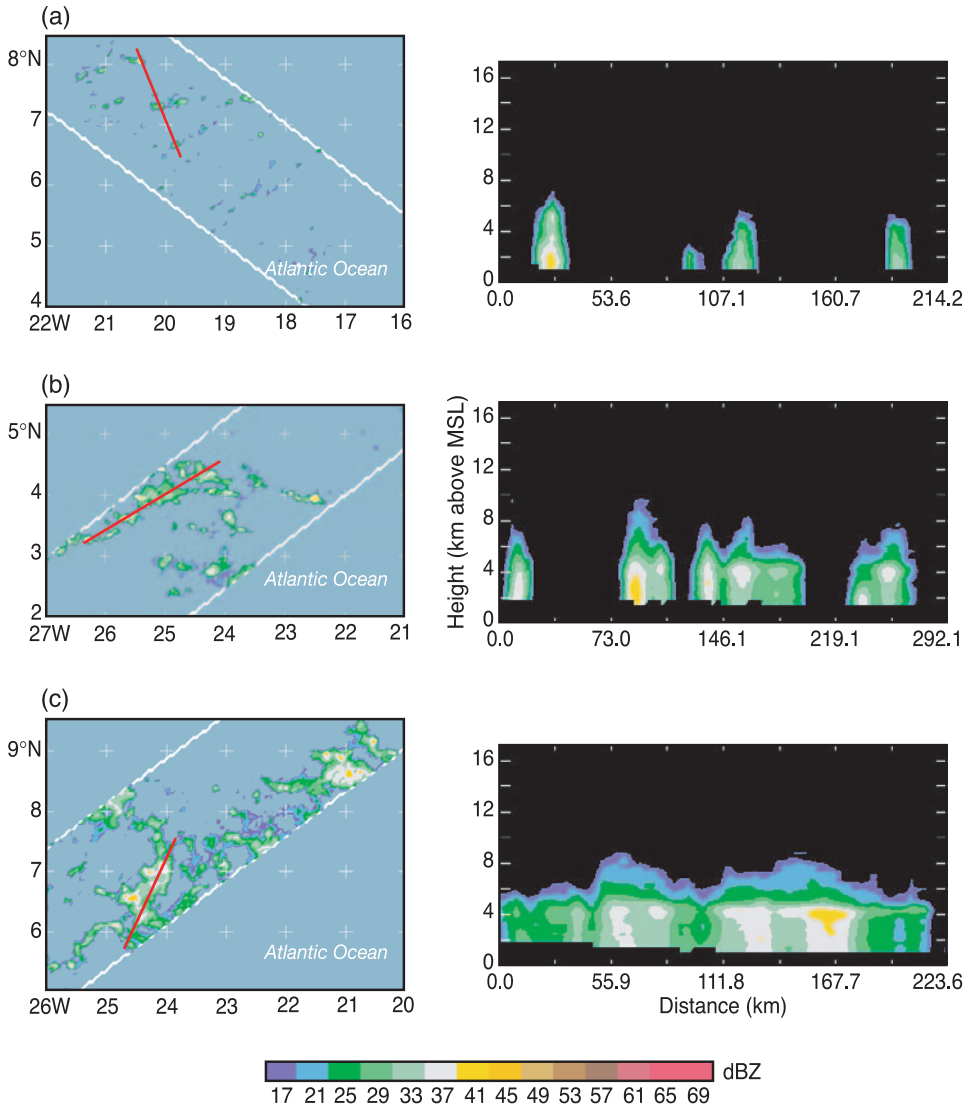 (a)
8°N
7
6
5
4
Atlantic Ocean
22W 21 20 19 18 17 16
16
12
8
4
0
0.0 53.6 107.1 160.7 214.2
(b)
5°N
4
3
2
Atlantic Ocean
27W 26 25 24 23 22 21
Height (km above MSL)
16
12
8
4
0
0.0 73.0 146.1 219.1 292.1
(c)
9°N
8
7
6
Atlantic Ocean
26W 25 24 23 22 21 20
16
12
8
4
0
0.0 55.9 111.8 167.7 223.6
Distance (km)
dBZ
17 21 25 29 33 37 41 45 49 53 57 61 65 69